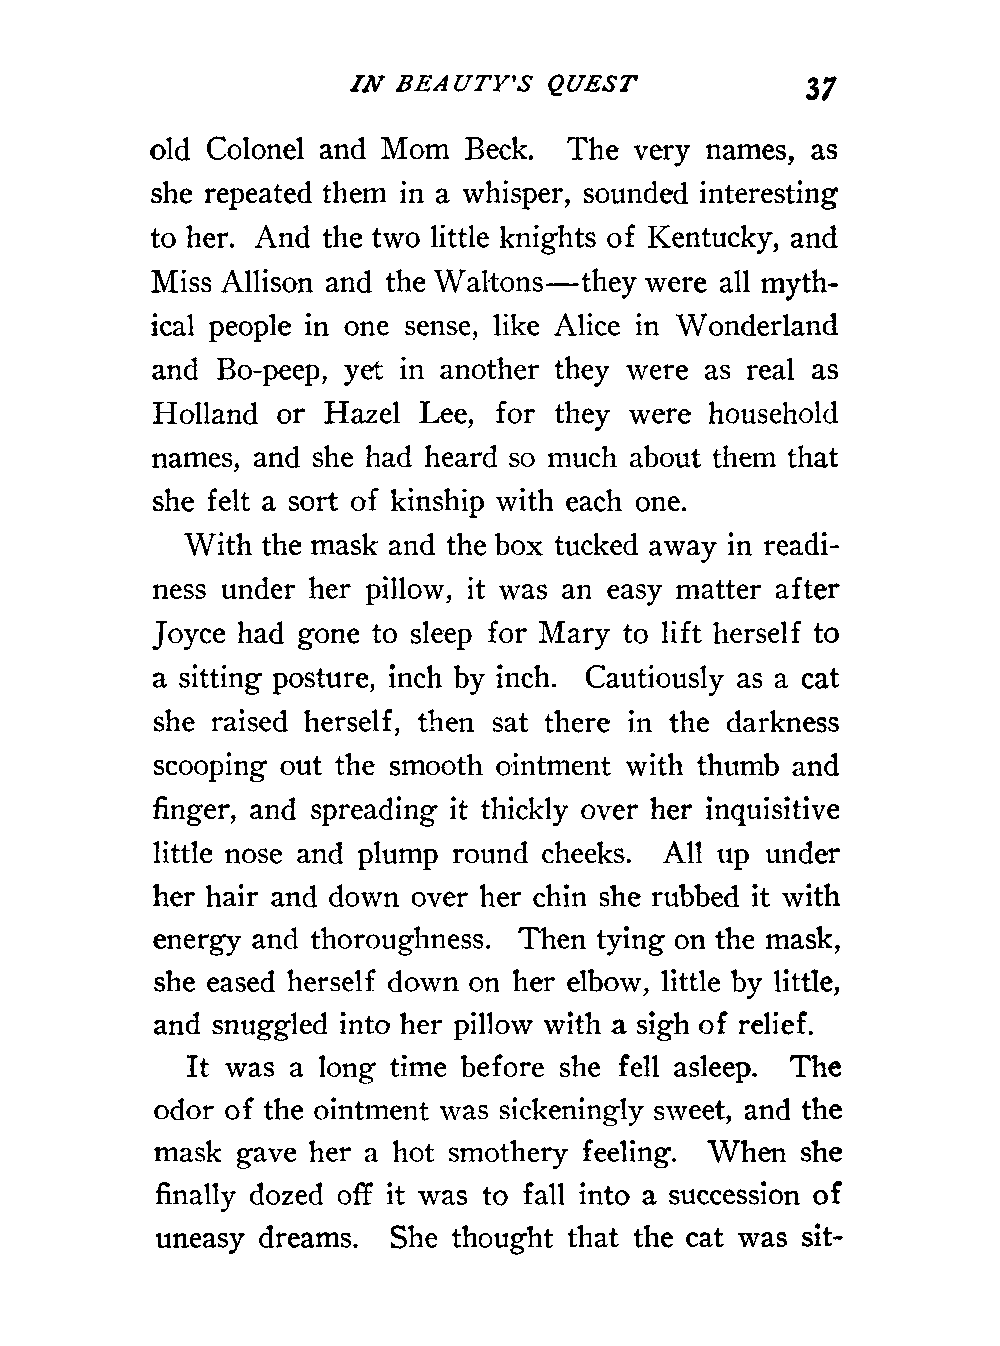 IN BEAUTY'S QUEST 37
old Colonel and Mom Beck. The very names, as
she repeated them in a whisper, sounded interesting
to her. And the two little knights of Kentucky, and
Miss Allison and the Waltons—they were all myth-
ical people in one sense, like Alice in Wonderland
and Bo-peep, yet in another they were as real as
Holland or Hazel Lee, for they were household
names, and she had heard so much about them that
she felt a sort of kinship with each one.
With the mask and the box tucked away in readi-
ness under her pillow, it was an easy matter after
Joyce had gone to sleep for Mary to lift herself to
a sitting posture, inch by inch. Cautiously as a cat
she raised herself, then sat there in the darkness
scooping out the smooth ointment with thumb and
finger, and spreading it thickly over her inquisitive
little nose and plump round cheeks. All up under
her hair and down over her chin she rubbed it with
energy and thoroughness. Then tying on the mask,
she eased herself down on her elbow, little by little,
and snuggled into her pillow with a sigh of relief.
It was a long time before she fell asleep. The
odor of the ointment was sickeningly sweet, and the
mask gave her a hot smothery feeling. When she
finally dozed off it was to fall into a succession of
uneasy dreams. She thought that the cat was sit-